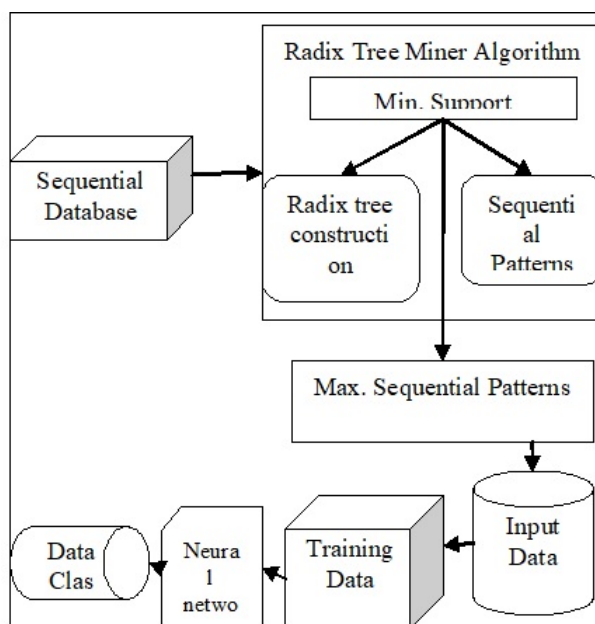 Radix Tree Miner Algorithm
Min. Support
Sequential
Database
Radix tree
constructi
on
Sequenti
al
Patterns
Max. Sequential Patterns
Input
Data
Training
Data
Neura
l
netwo
Data
Clas